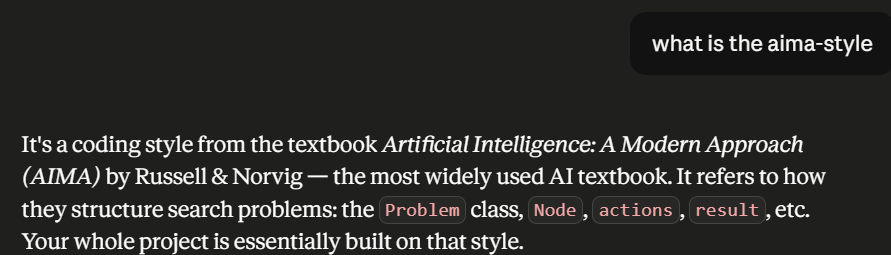 what is the aima-style
It's a coding style from the textbook Artificial Intelligence: A Modern Approach
(AIMA) by Russell & Norvig — the most widely used AI textbook. It refers to how
they structure search problems: the Problem class, Node, actions, result, etc.
Your whole project is essentially built on that style.